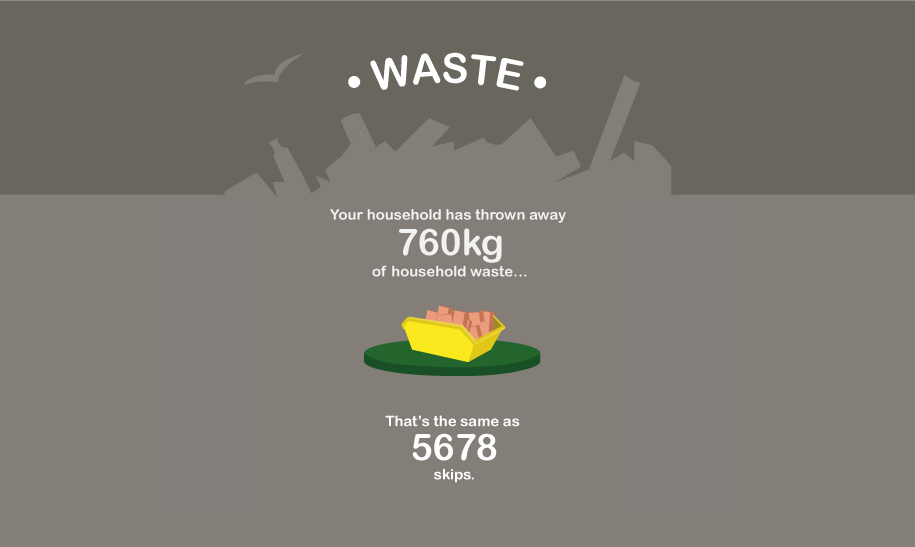 • WASTE •
Your household has thrown away
760kg
of household waste...
That's the same as
5678
skips.